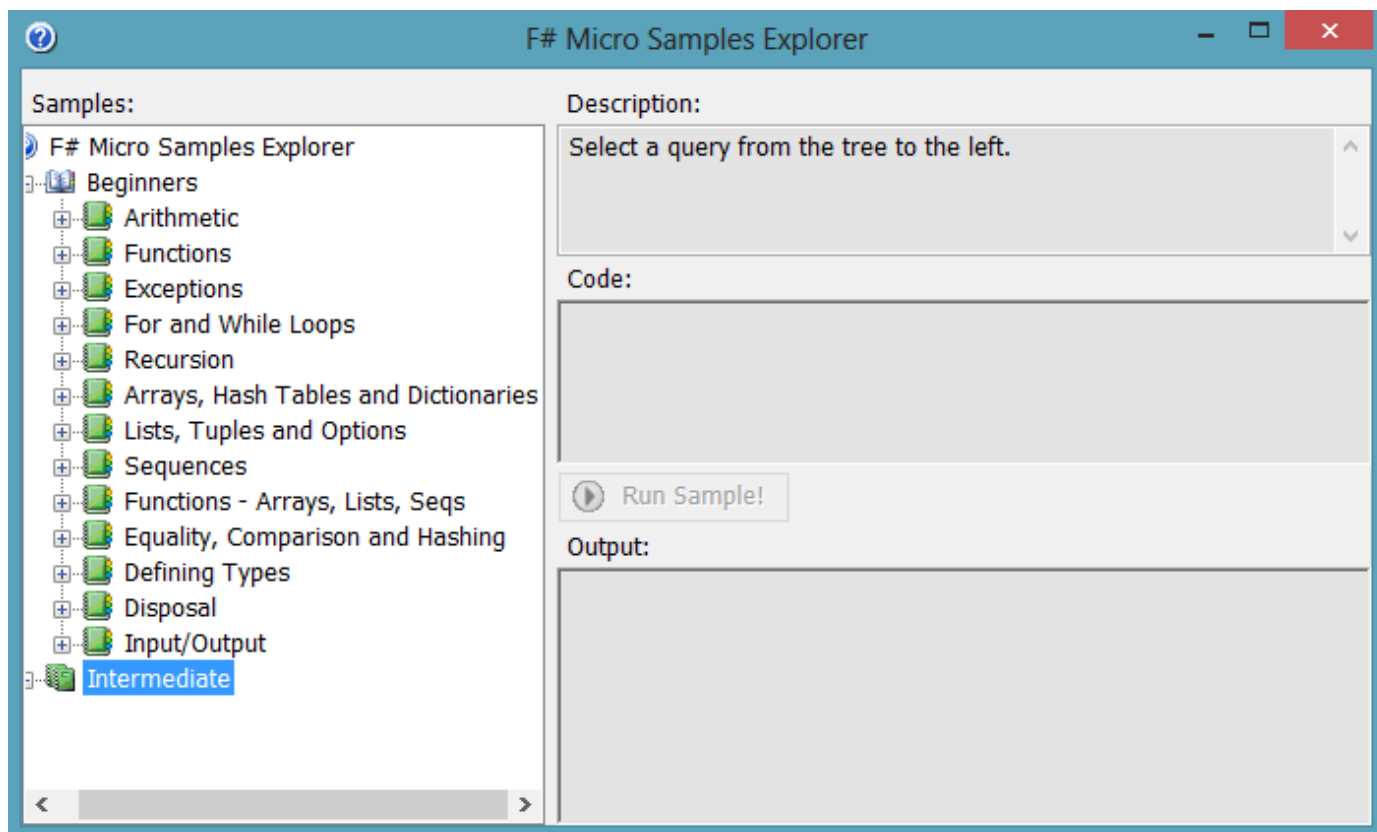 F# Micro Samples Explorer
Samples:
F# Micro Samples Explorer
Beginners
Arithmetic
Functions
Exceptions
For and While Loops
Recursion
Arrays, Hash Tables and Dictionaries
Lists, Tuples and Options
Sequences
Functions - Arrays, Lists, Seqs
Equality, Comparison and Hashing
Defining Types
Disposal
Input/Output
Intermediate
Description:
Select a query from the tree to the left.
Code:
Run Sample!
Output: